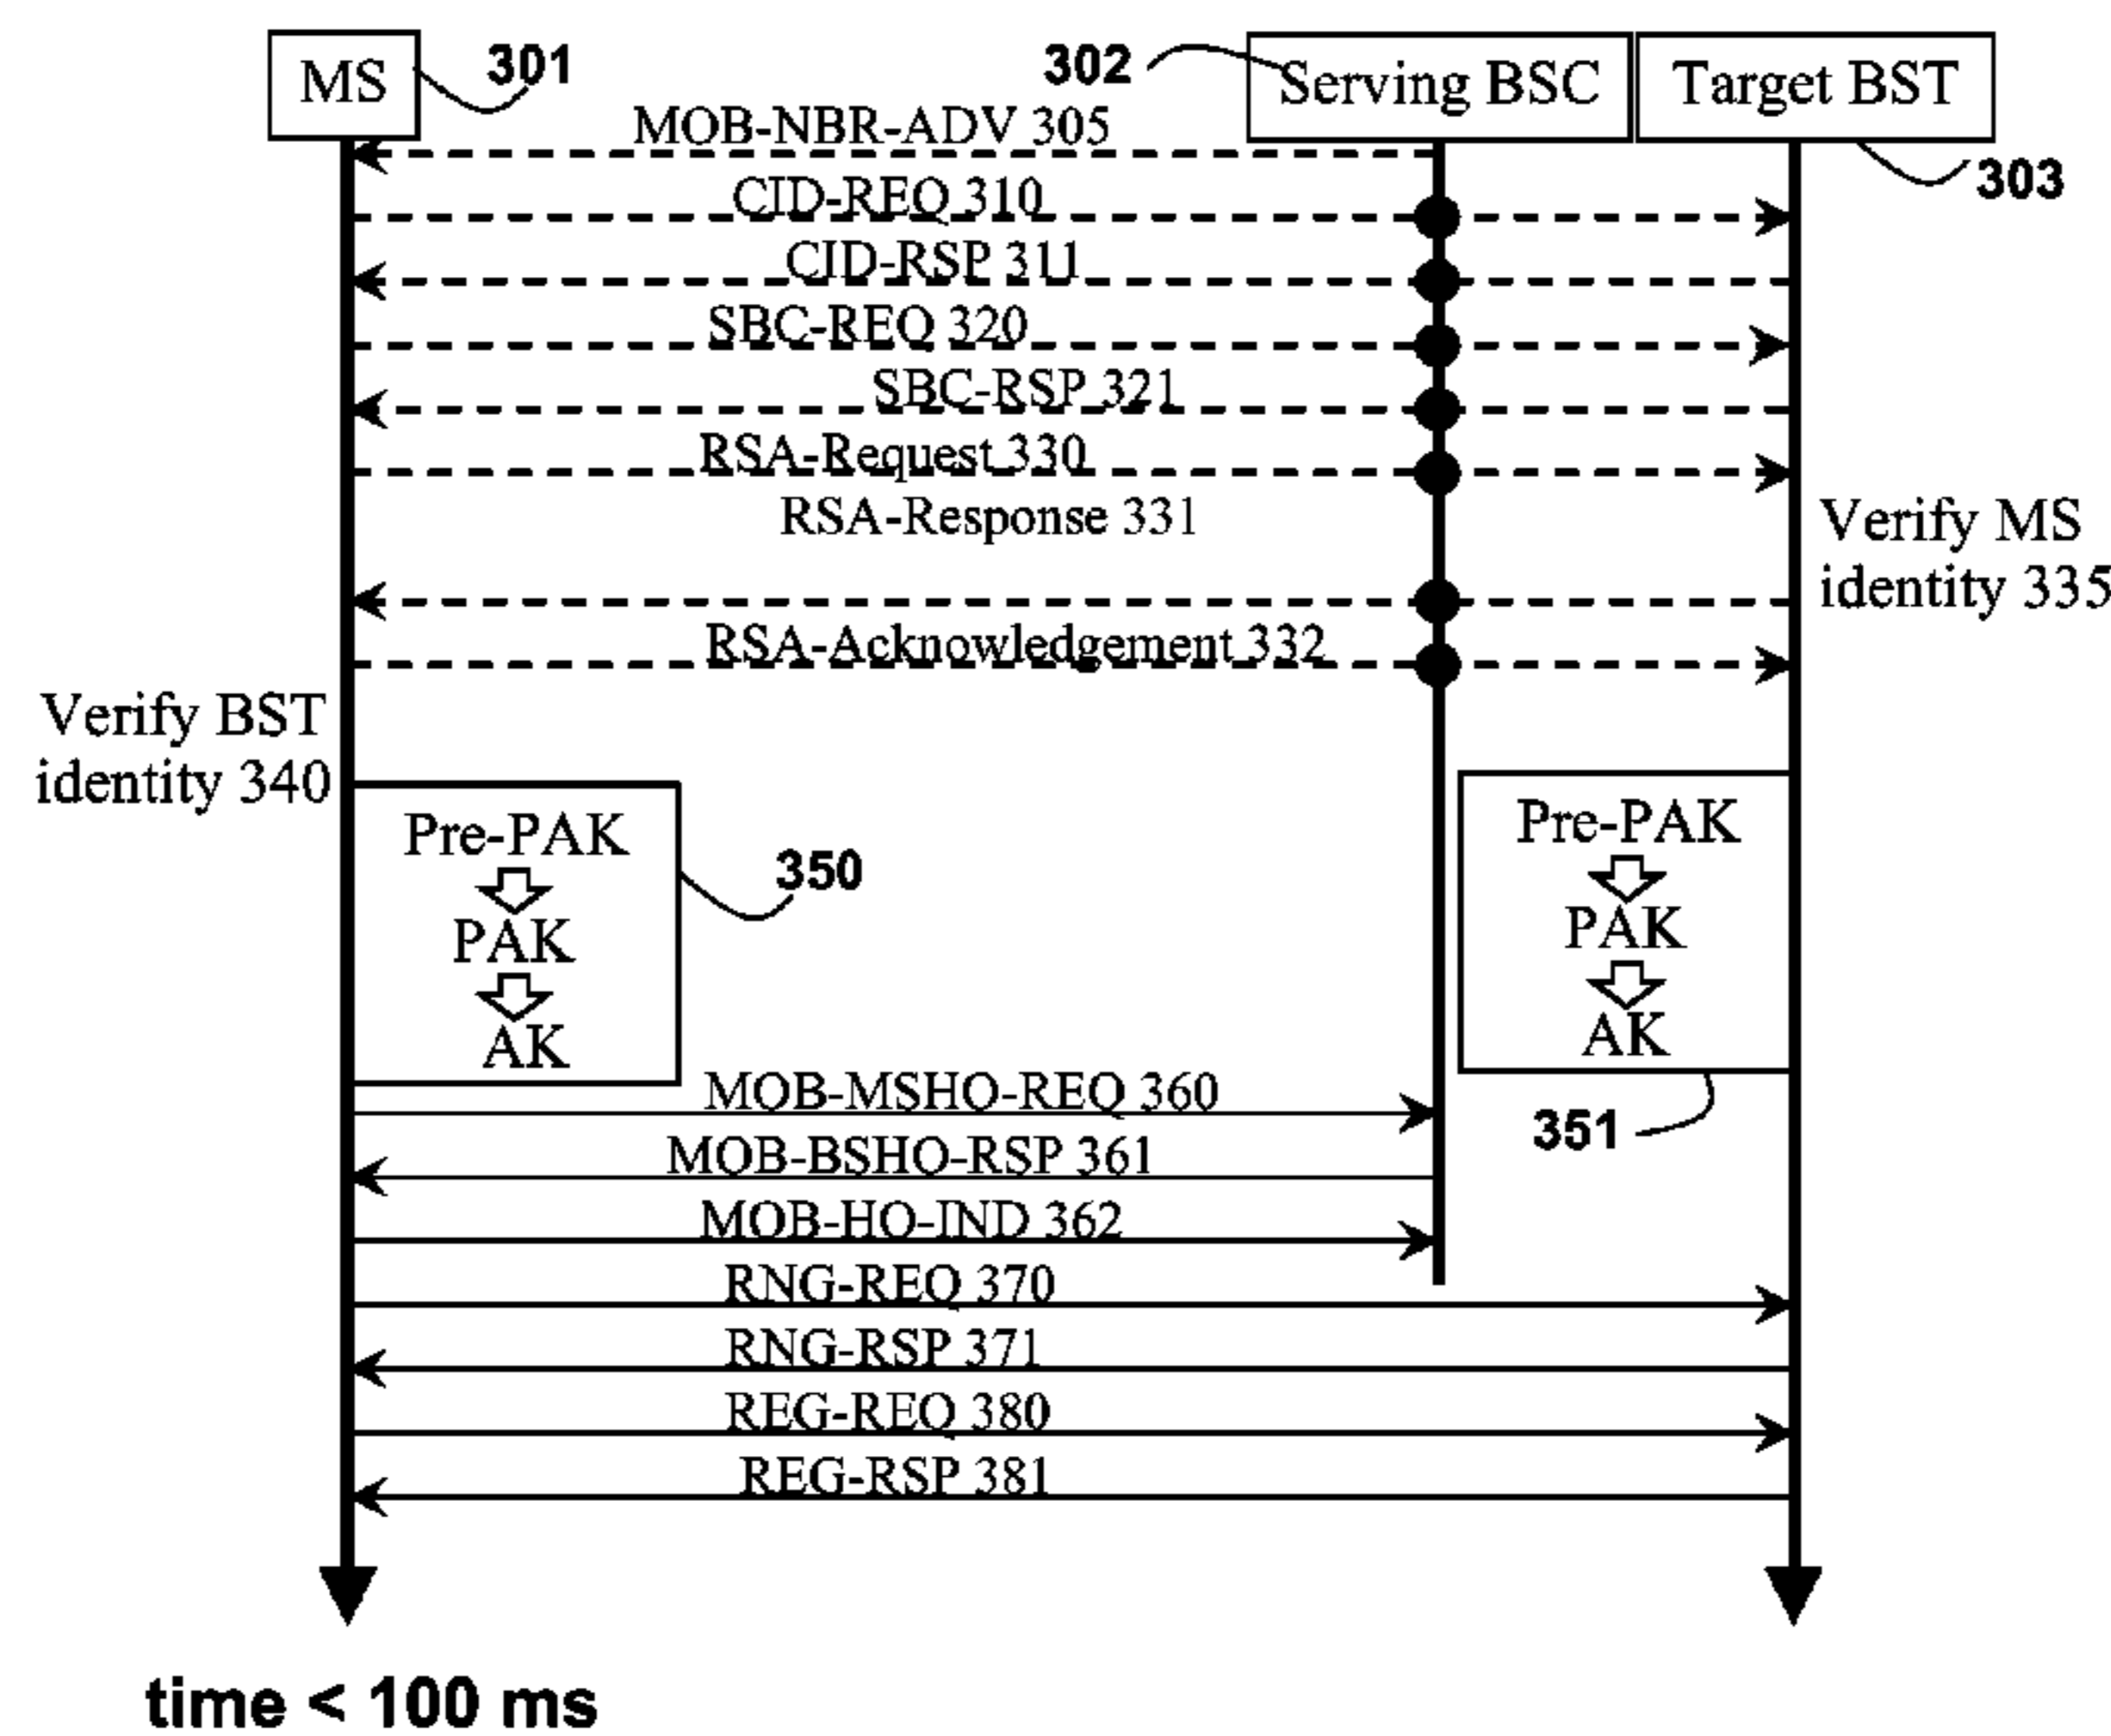 MS
301
302
Serving BSC
Target BST
303
MOB-NBR-ADV 305
CID-REQ 310
CID-RSP 311
SBC-REQ 320
SBC-RSP 321
RSA-Request 330
RSA-Response 331
Verify MS
identity 335
RSA-Acknowledgement 332
Verify BST
identity 340
Pre-PAK
PAK
AK
350
Pre-PAK
PAK
AK
351
MOB-MSHO-REQ 360
MOB-BSHO-RSP 361
MOB-HO-IND 362
RNG-REQ 370
RNG-RSP 371
REG-REQ 380
REG-RSP 381
time < 100 ms